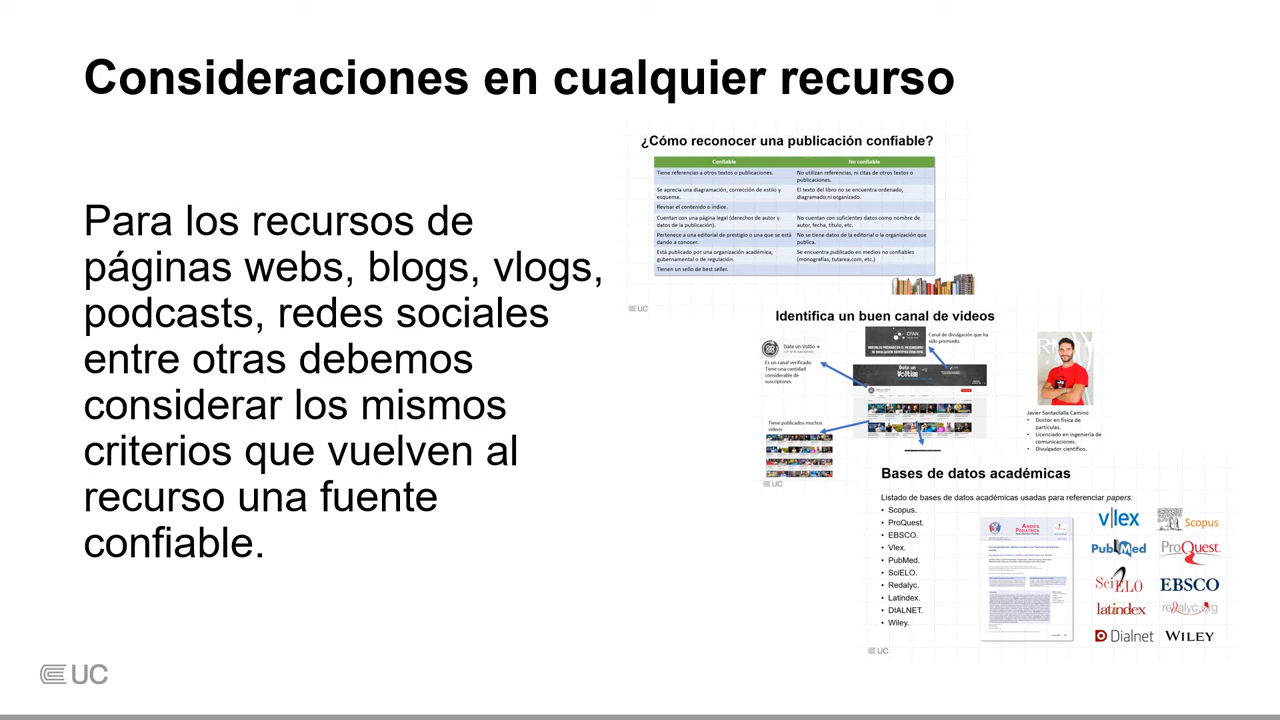 Consideraciones en cualquier recurso
Para los recursos de
páginas webs, blogs, vlogs,
podcasts, redes sociales
entre otras debemos
considerar los mismos
criterios que vuelven al
recurso una fuente
confiable.
UC
¿Cómo reconocer una publicación confiable?
Confiable
No confiable
Tiene referencias a otros textos o publicaciones.
No utilizan referencias, ni citas de otros textos o
publicaciones.
Se aprecia una diagramación, corrección de estilo y
esquema.
El texto del libro no se encuentra ordenado,
diagramado ni organizado.
Revisar el contenido o índice.
Cuentan con una página legal (derechos de autor y
datos de la publicación).
No cuentan con suficientes datos como nombre de
autor, fecha, título, etc.
Pertenece a una editorial de prestigio o una que se está
dando a conocer.
No se tiene datos de la editorial o la organización que
publica.
Está publicado por una organización académica,
gubernamental o de regulación.
Se encuentra publicado en medios no confiables
(monografías, tutarea.com, etc.)
Tienen un sello de best seller.
UC
Identifica un buen canal de videos
Date un Voltio
Es un canal verificado.
Tiene una cantidad
considerable de
suscriptores.
CPAN
Canal de divulgación que ha
sido premiado.
Date un
Voltio
Tiene publicados muchos
videos
Javier Santaolalla Camino
• Doctor en física de
partículas.
• Licenciado en ingeniería de
comunicaciones.
• Divulgador científico.
UC
Bases de datos académicas
Listado de bases de datos académicas usadas para referenciar papers:
• Scopus.
• ProQuest.
• EBSCO.
• Vlex.
• PubMed.
• SciELO.
• Redalyc.
• Latindex.
• DIALNET.
• Wiley.
ANDES
PEDIATRICA
vlex
Scopus
PubMed
ProQuest
SciELO
EBSCO
latindex
redalyc.org
Dialnet
WILEY
UC